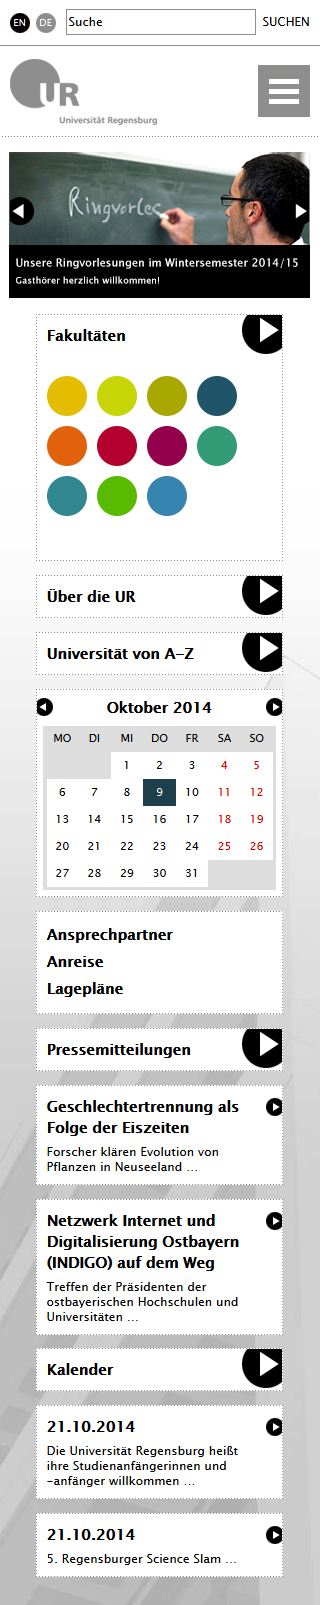 EN DE Suche SUCHEN
UR
Universität Regensburg
Ringvorlec
Unsere Ringvorlesungen im Wintersemester 2014/15
Gasthörer herzlich willkommen!
Fakultäten
Über die UR
Universität von A–Z
Oktober 2014
MO DI MI DO FR SA SO
1 2 3 4 5
6 7 8 9 10 11 12
13 14 15 16 17 18 19
20 21 22 23 24 25 26
27 28 29 30 31
Ansprechpartner
Anreise
Lagepläne
Pressemitteilungen
Geschlechtertrennung als
Folge der Eiszeiten
Forscher klären Evolution von
Pflanzen in Neuseeland ...
Netzwerk Internet und
Digitalisierung Ostbayern
(INDIGO) auf dem Weg
Treffen der Präsidenten der
ostbayerischen Hochschulen und
Universitäten ...
Kalender
21.10.2014
Die Universität Regensburg heißt
ihre Studienanfängerinnen und
-anfänger willkommen ...
21.10.2014
5. Regensburger Science Slam ...